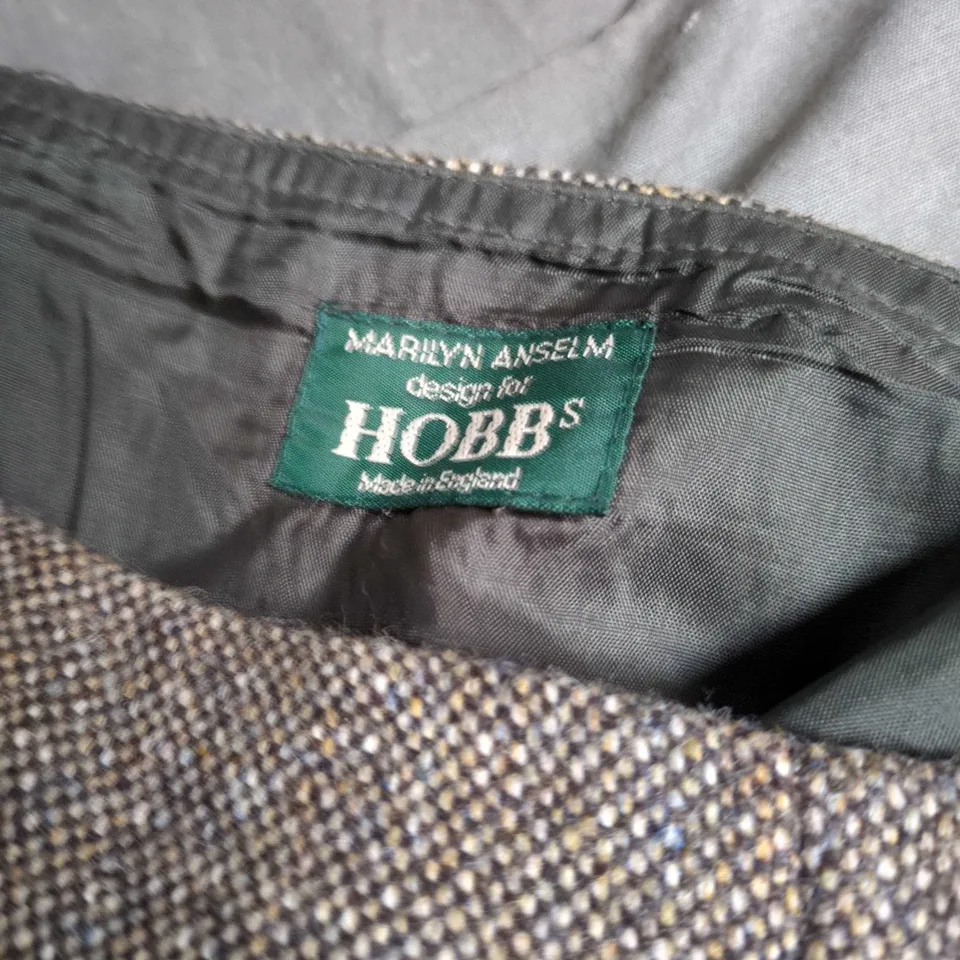 MARILYN ANSELM
design for
HOBBS
Made in England